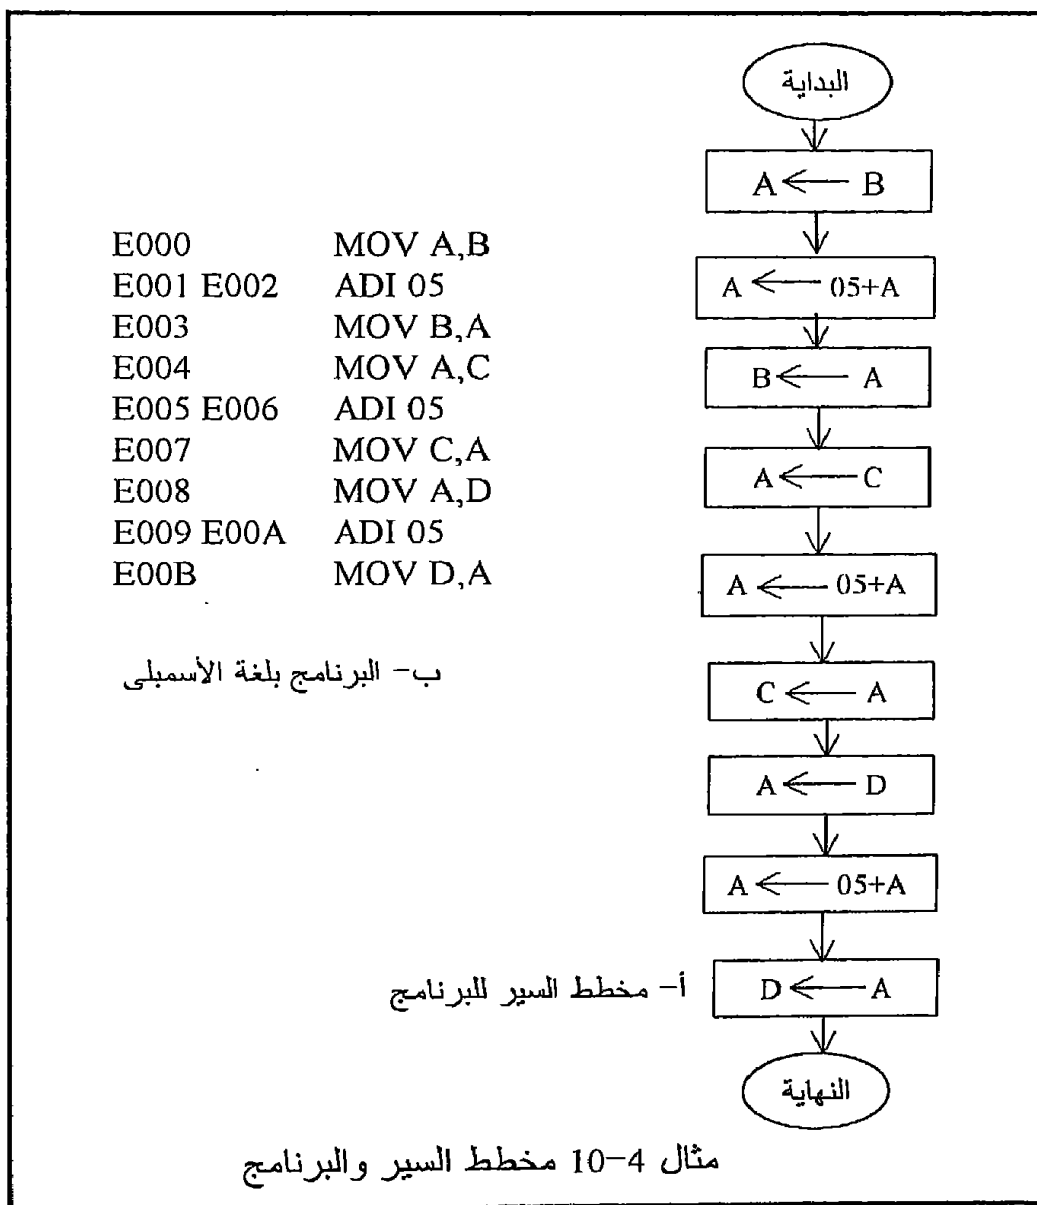 البداية
A ← B
A ← 05+A
B ← A
A ← C
A ← 05+A
C ← A
A ← D
A ← 05+A
D ← A
النهاية
أ- مخطط السير للبرنامج
E000 MOV A,B
E001 E002 ADI 05
E003 MOV B,A
E004 MOV A,C
E005 E006 ADI 05
E007 MOV C,A
E008 MOV A,D
E009 E00A ADI 05
E00B MOV D,A
ب- البرنامج بلغة الأسمبلى
مثال 4-10 مخطط السير والبرنامج